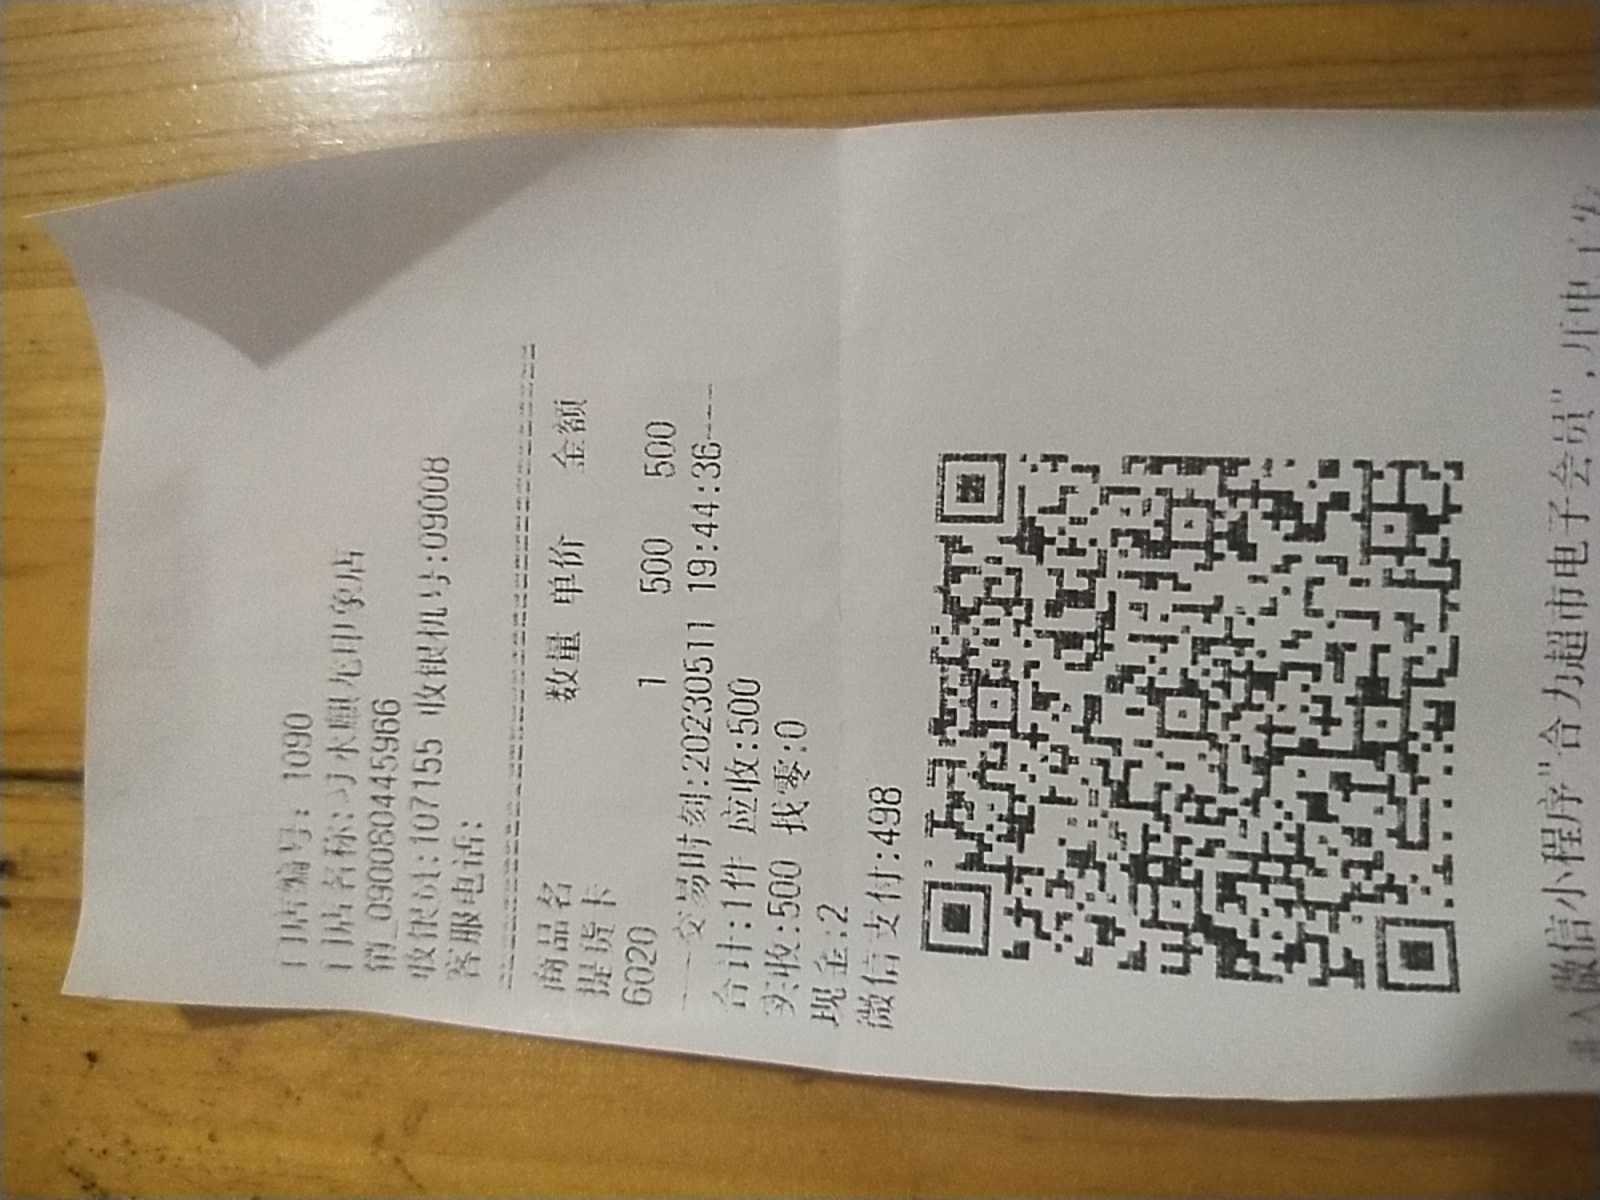 门店编号: 1090
门店名称:习水麒龙印象店
销_0900804445966
收银员:107155 收银机号:09008
客服电话:
商品名 数量 单价 金额
提货卡
6020 1 500 500
----交易时刻:20230511 19:44:36----
合计:1件 应收:500
实收:500 找零:0
现金:2
微信支付:498
微信小程序"合力超市电子会员",开电子发